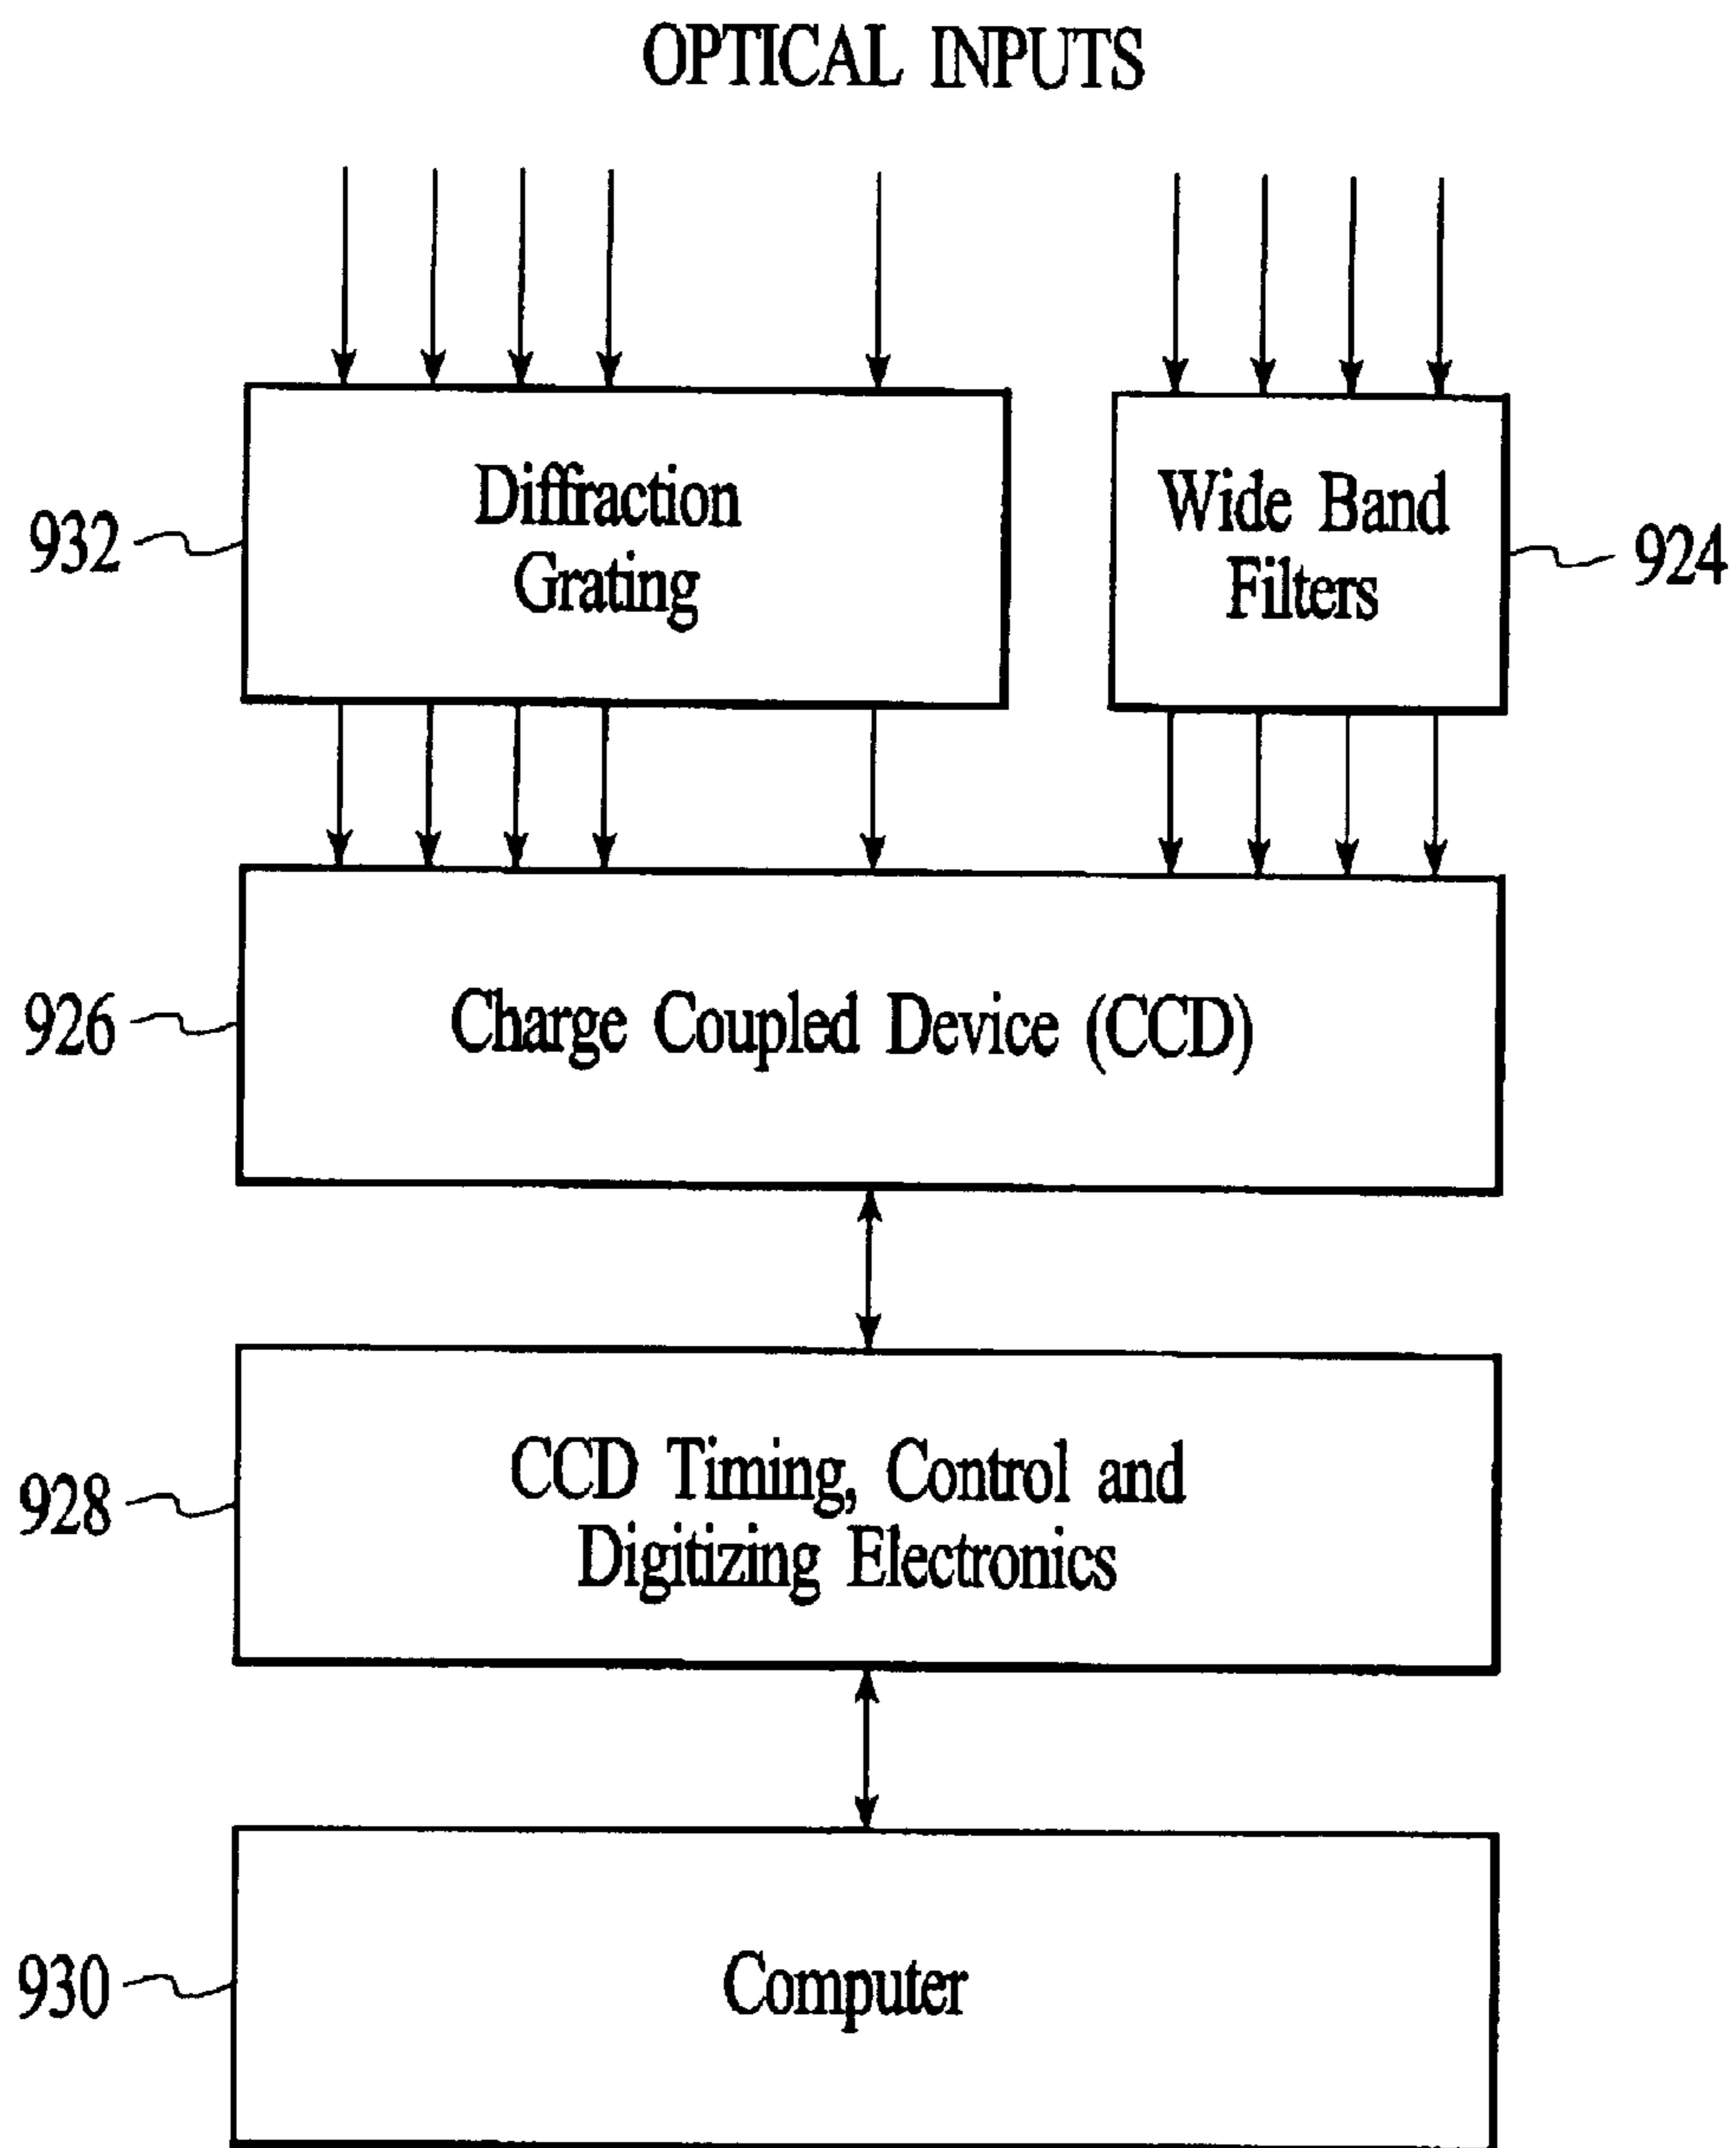 OPTICAL INPUTS
Diffraction
Grating
932
Wide Band
Filters
924
Charge Coupled Device (CCD)
926
CCD Timing, Control and
Digitizing Electronics
928
Computer
930